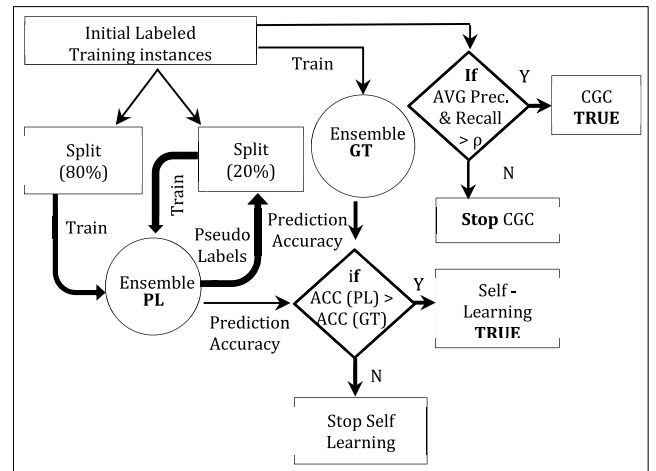 Initial Labeled
Training instances
Train
If
AVG Prec.
& Recall
> ρ
Y
CGC
TRUE
N
Stop CGC
Ensemble
GT
Split
(80%)
Split
(20%)
Train
Train
Pseudo
Labels
Prediction
Accuracy
Ensemble
PL
Prediction
Accuracy
if
ACC (PL) >
ACC (GT)
Y
Self -
Learning
TRUE
N
Stop Self
Learning